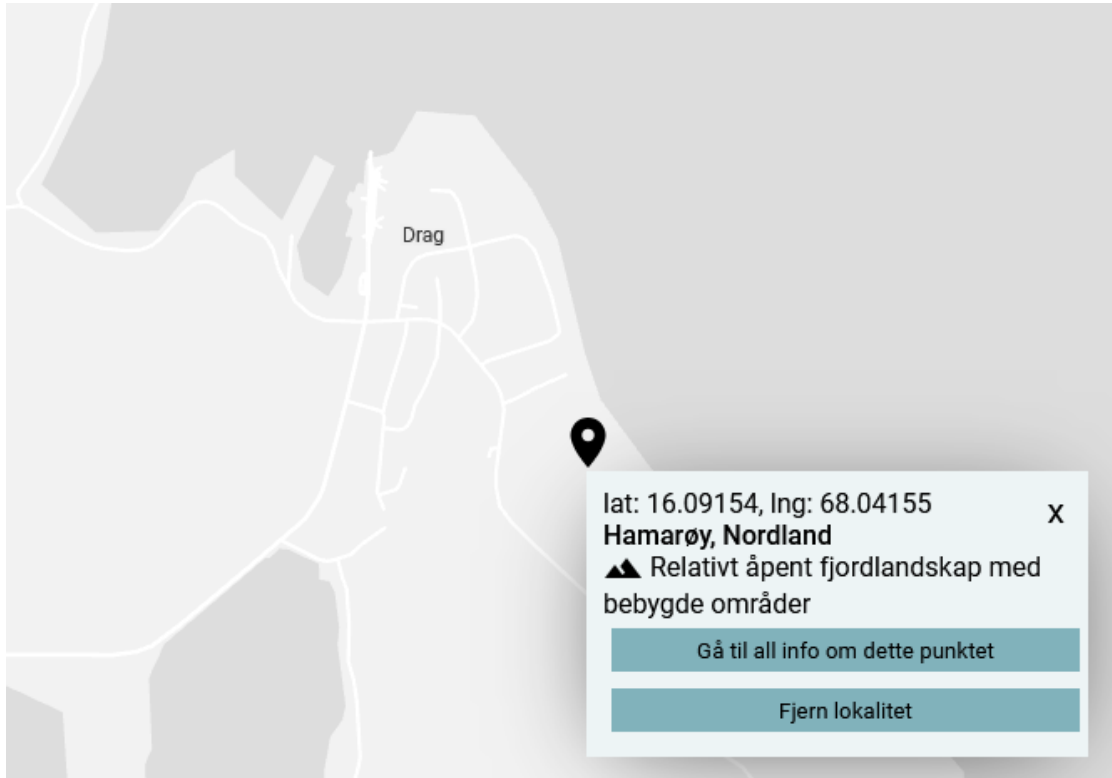 Drag
lat: 16.09154, lng: 68.04155
X
Hamarøy, Nordland
Relativt åpent fjordlandskap med
bebygde områder
Gå til all info om dette punktet
Fjern lokalitet